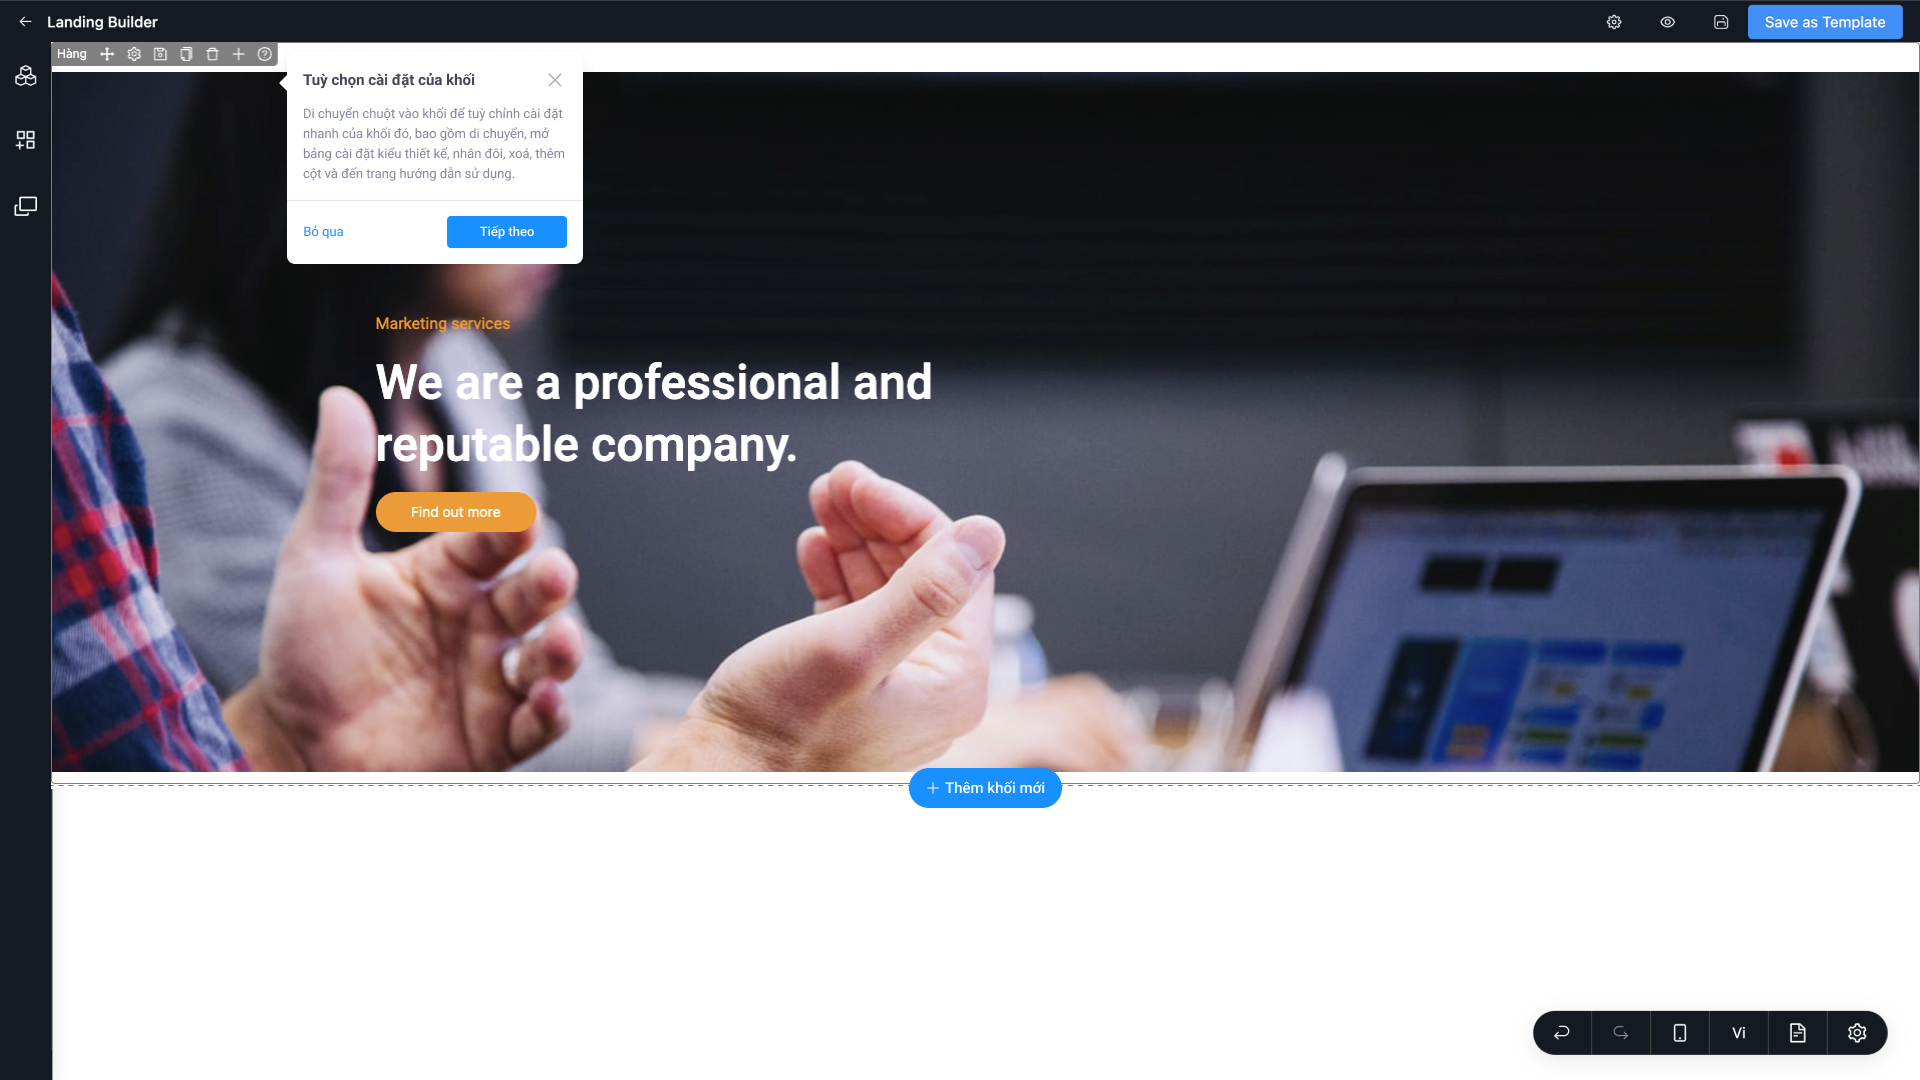 Landing Builder
Save as Template
Hàng
Tuỳ chọn cài đặt của khối
Di chuyển chuột vào khối để tuỳ chỉnh cài đặt
nhanh của khối đó, bao gồm di chuyển, mở
bảng cài đặt kiểu thiết kế, nhân đôi, xoá, thêm
cột và đến trang hướng dẫn sử dụng.
Bỏ qua
Tiếp theo
Marketing services
We are a professional and
reputable company.
Find out more
Thêm khối mới
Vi